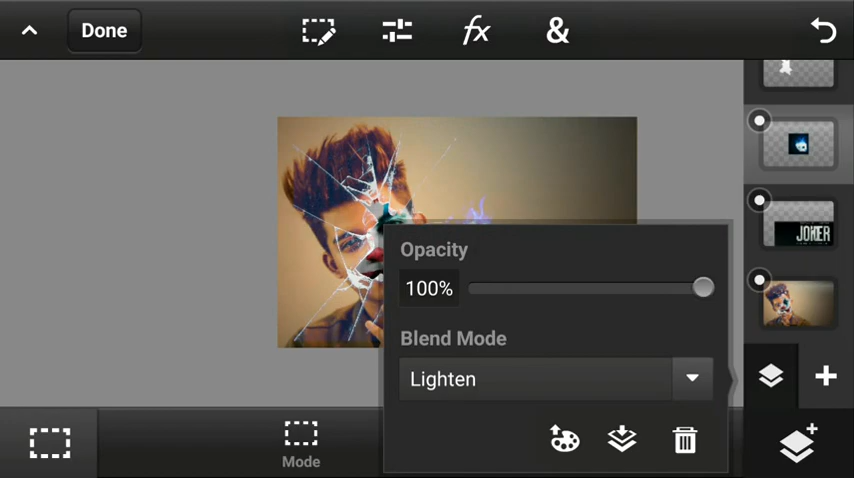 Done
fx
&
JOKER
Opacity
100%
Blend Mode
Lighten
Mode